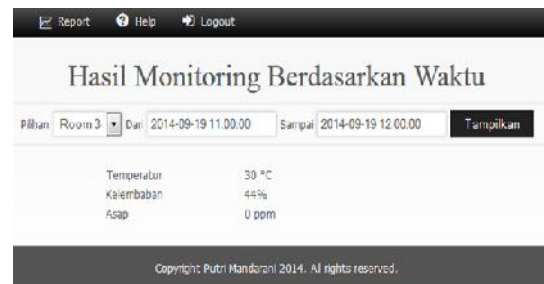 Report Help Logout
Hasil Monitoring Berdasarkan Waktu
Pilihan Room 3 Dari 2014-09-19 11.00.00 Sampai 2014-09-19 12.00.00 Tampilkan
Temperatur 30 °C
Kelembaban 44%
Asap 0 ppm
Copyright Putri Mandarani 2014. All rights reserved.